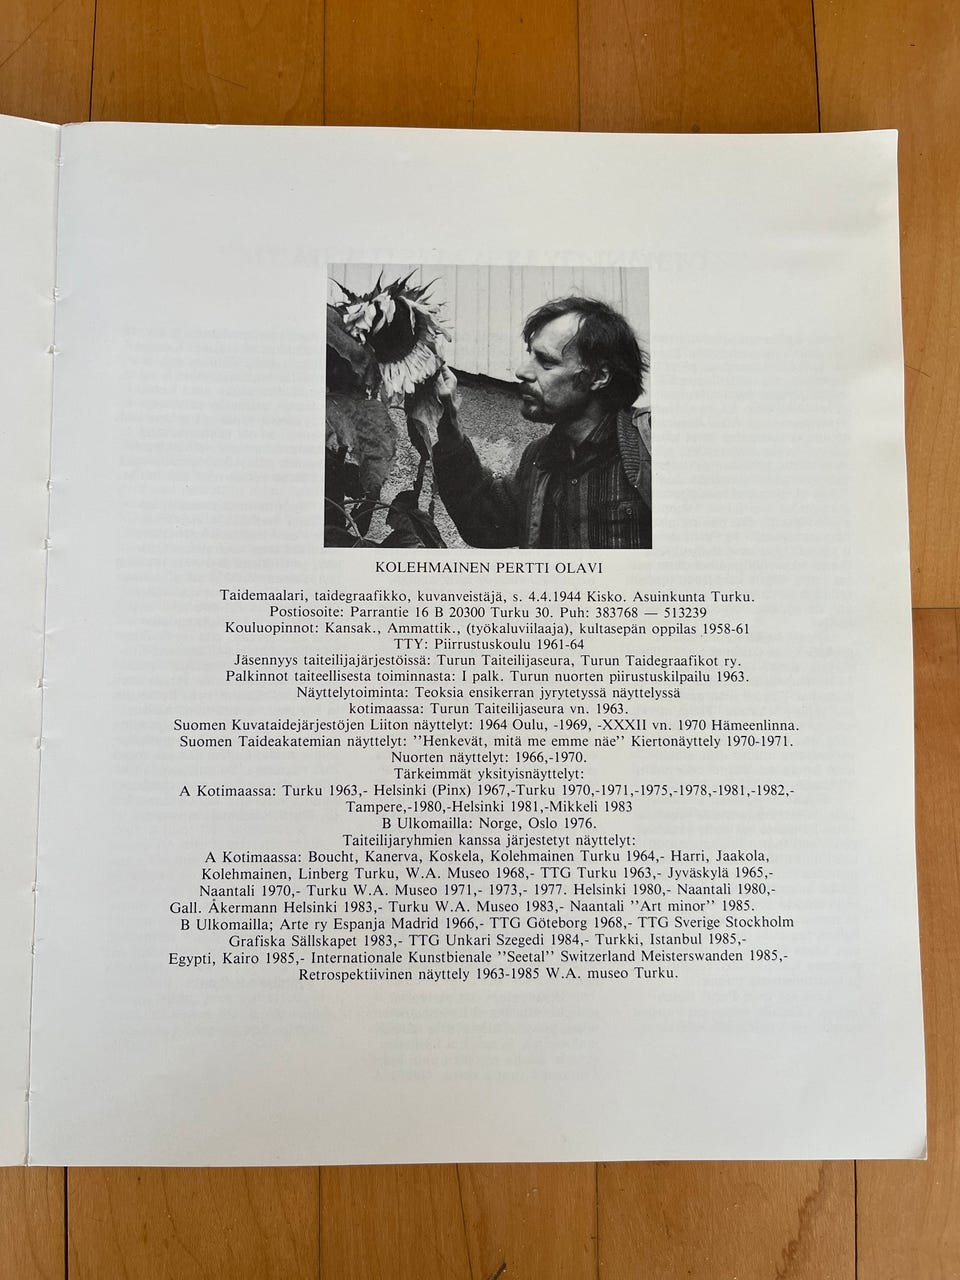 KOLEHMAINEN PERTTI OLAVI
Taidemaalari, taidegraafikko, kuvanveistäjä, s. 4.4.1944 Kisko. Asuinkunta Turku.
Postiosoite: Parrantie 16 B 20300 Turku 30. Puh: 383768 — 513239
Kouluopinnot: Kansak., Ammattik., (työkaluviilaaja), kultasepän oppilas 1958-61
TTY: Piirrustuskoulu 1961-64
Jäsennyys taiteilijajärjestöissä: Turun Taiteilijaseura, Turun Taidegraafikot ry.
Palkinnot taiteellisesta toiminnasta: I palk. Turun nuorten piirustuskilpailu 1963.
Näyttelytoiminta: Teoksia ensikerran jyrytetyssä näyttelyssä
kotimaassa: Turun Taiteilijaseura vn. 1963.
Suomen Kuvataidejärjestöjen Liiton näyttelyt: 1964 Oulu, -1969, -XXXII vn. 1970 Hämeenlinna.
Suomen Taideakatemian näyttelyt: ''Henkevät, mitä me emme näe'' Kiertonäyttely 1970-1971.
Nuorten näyttelyt: 1966,-1970.
Tärkeimmät yksityisnäyttelyt:
A Kotimaassa: Turku 1963,- Helsinki (Pinx) 1967,-Turku 1970,-1971,-1975,-1978,-1981,-1982,-
Tampere,-1980,-Helsinki 1981,-Mikkeli 1983
B Ulkomailla: Norge, Oslo 1976.
Taiteilijaryhmien kanssa järjestetyt näyttelyt:
A Kotimaassa: Boucht, Kanerva, Koskela, Kolehmainen Turku 1964,- Harri, Jaakola,
Kolehmainen, Linberg Turku, W.A. Museo 1968,- TTG Turku 1963,- Jyväskylä 1965,-
Naantali 1970,- Turku W.A. Museo 1971,- 1973,- 1977. Helsinki 1980,- Naantali 1980,-
Gall. Åkermann Helsinki 1983,- Turku W.A. Museo 1983,- Naantali ''Art minor'' 1985.
B Ulkomailla; Arte ry Espanja Madrid 1966,- TTG Göteborg 1968,- TTG Sverige Stockholm
Grafiska Sällskapet 1983,- TTG Unkari Szegedi 1984,- Turkki, Istanbul 1985,-
Egypti, Kairo 1985,- Internationale Kunstbienale ''Seetal'' Switzerland Meisterswanden 1985,-
Retrospektiivinen näyttely 1963-1985 W.A. museo Turku.